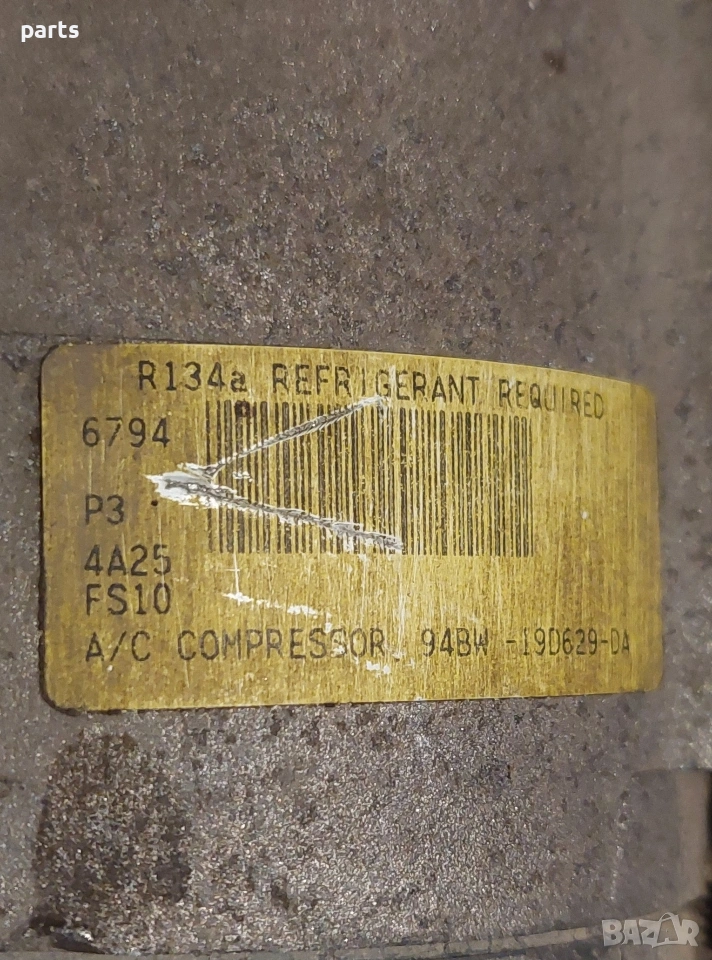 parts
R134a REFRIGERANT REQUIRED
6794
P3
4A25
FS10
A/C COMPRESSOR 94BW -19D629-DA
BAZAR